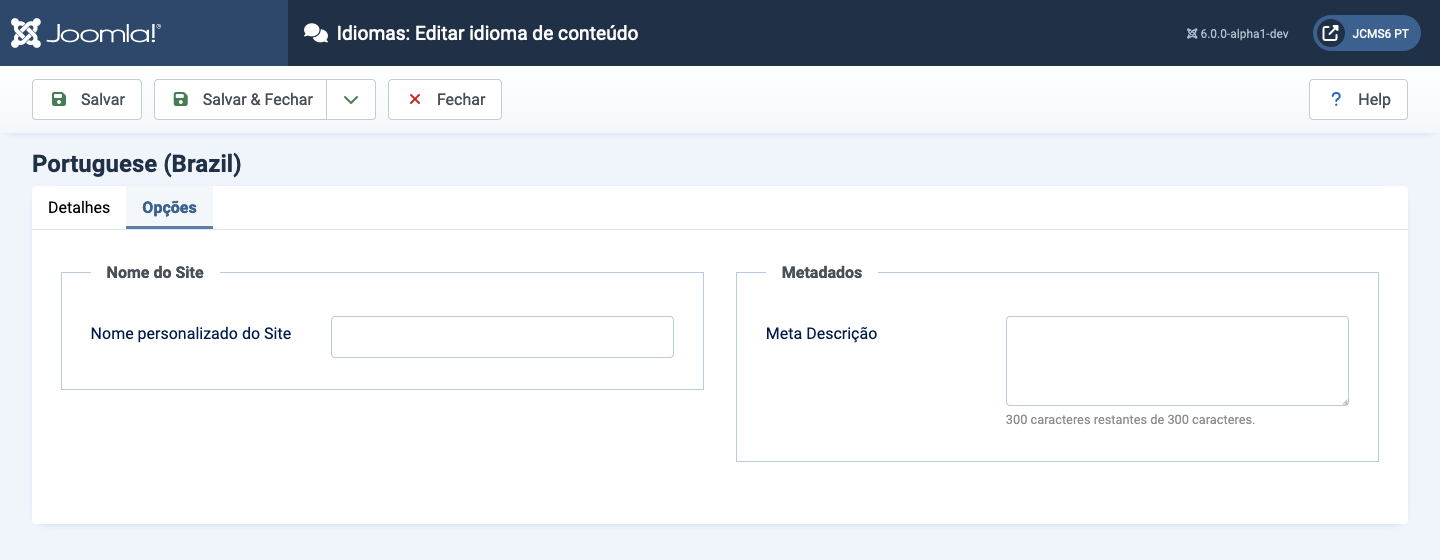 Joomla!®
Idiomas: Editar idioma de conteúdo
6.0.0-alpha1-dev
JCMS6 PT
Salvar
Salvar & Fechar
Fechar
? Help
Portuguese (Brazil)
Detalhes
Opções
Nome do Site
Nome personalizado do Site
Metadados
Meta Descrição
300 caracteres restantes de 300 caracteres.